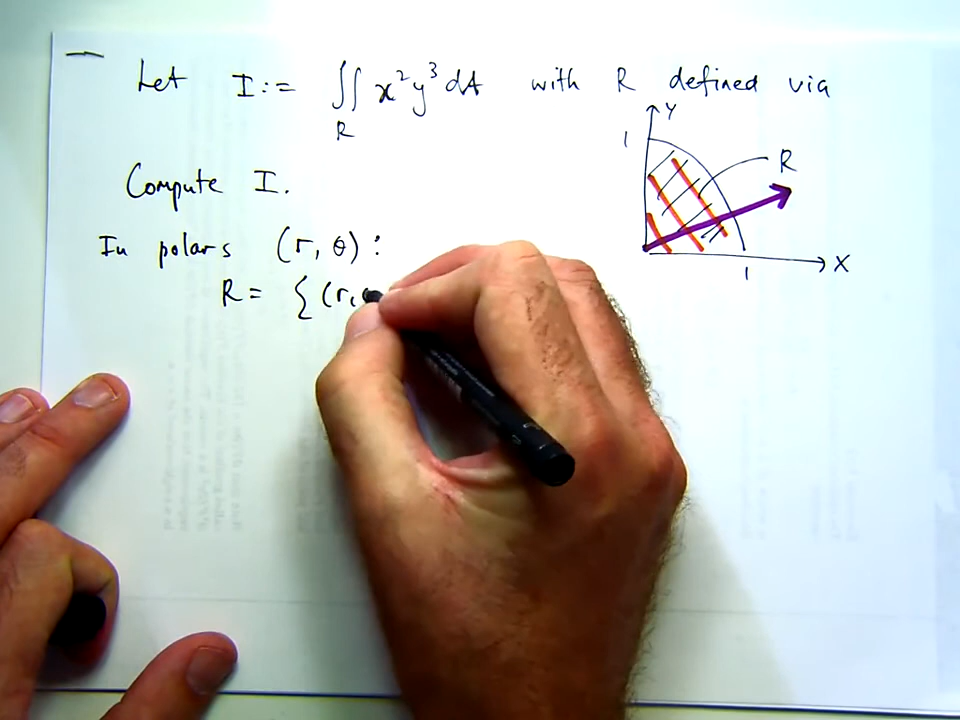 Let I := ∬ x²y³ dA with R defined via
R
Y
1
R
Compute I.
In polars (r, θ):
1
X
R = { (r,